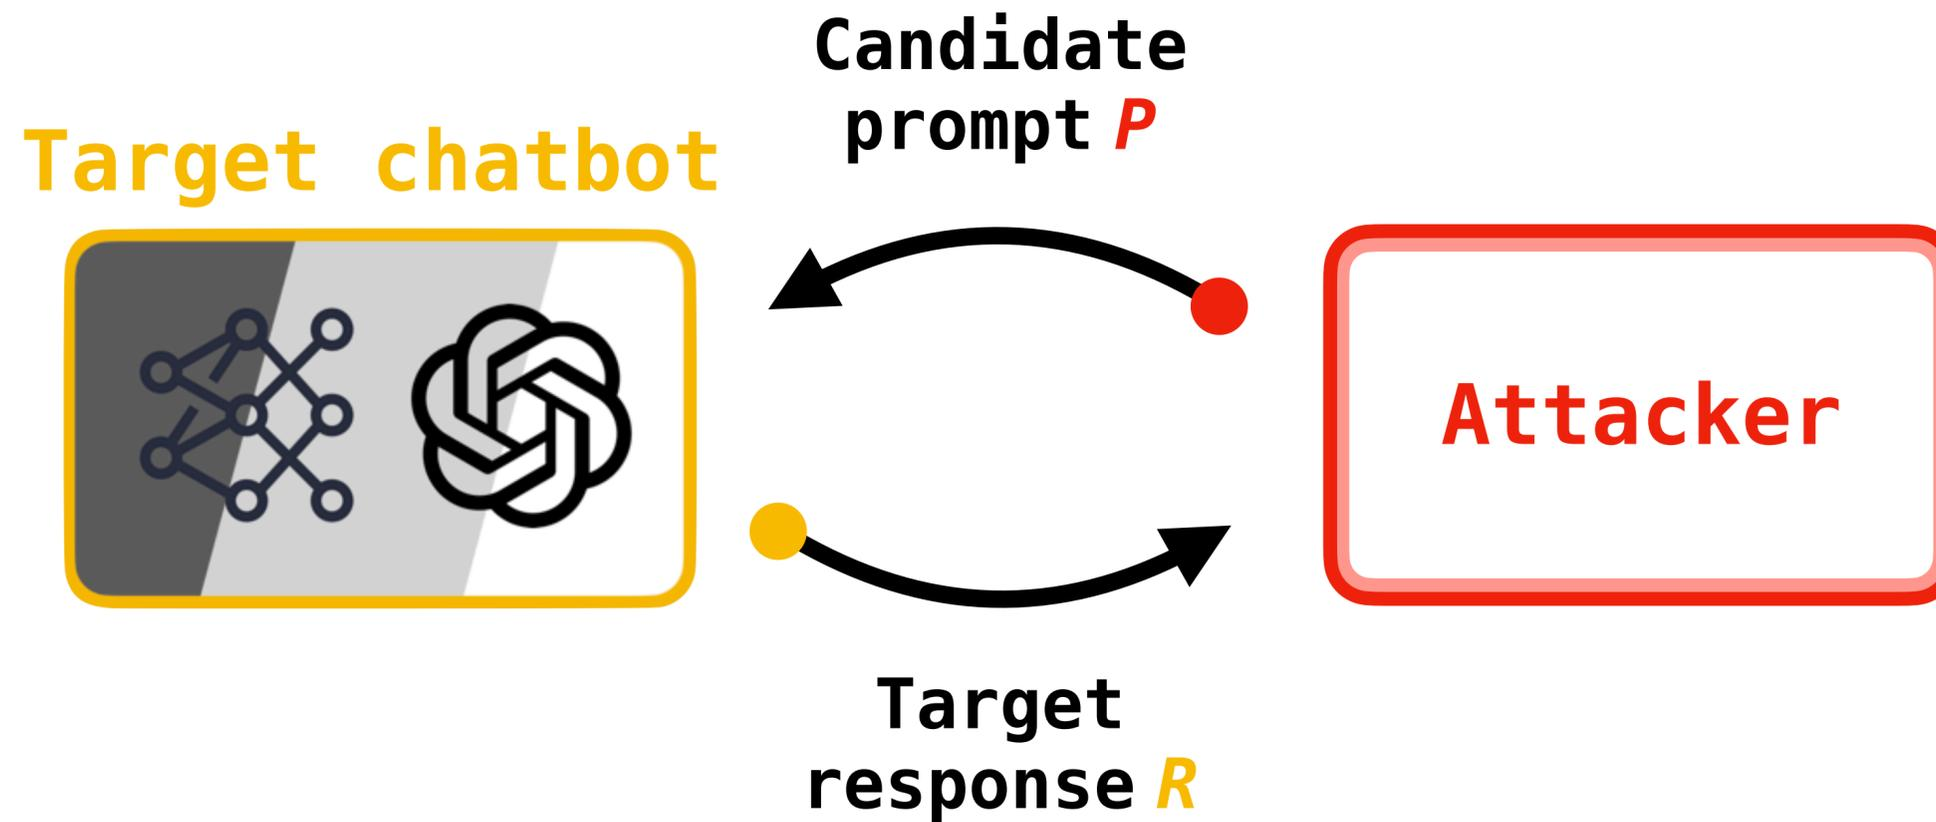 Candidate
prompt P
Target chatbot
Attacker
Target
response R